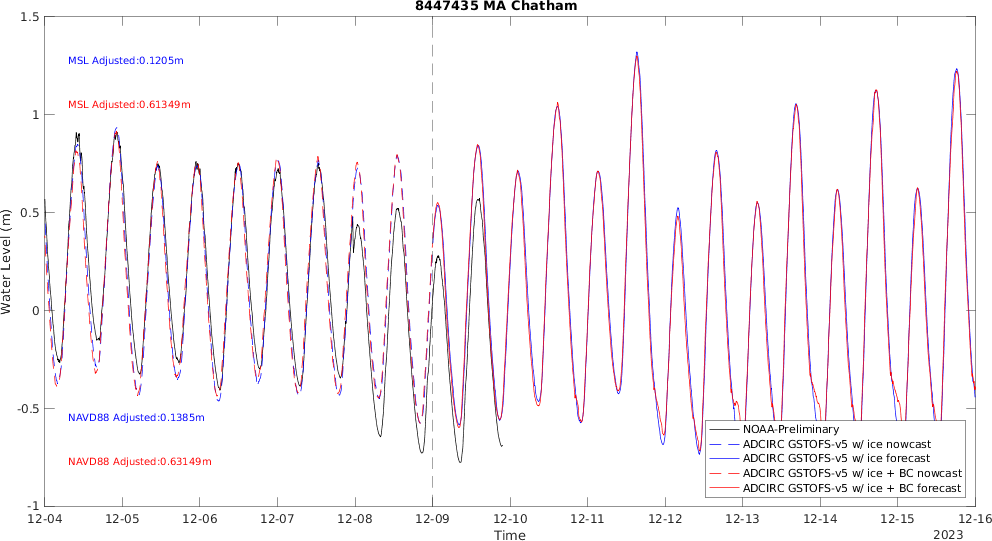 8447435 MA Chatham
1.5
1
0.5
0
-0.5
-1
Water Level (m)
MSL Adjusted:0.1205m
MSL Adjusted:0.61349m
NAVD88 Adjusted:0.1385m
NAVD88 Adjusted:0.63149m
NOAA-Preliminary
ADCIRC GSTOFS-v5 w/ ice nowcast
ADCIRC GSTOFS-v5 w/ ice forecast
ADCIRC GSTOFS-v5 w/ ice + BC nowcast
ADCIRC GSTOFS-v5 w/ ice + BC forecast
12-04 12-05 12-06 12-07 12-08 12-09 12-10 12-11 12-12 12-13 12-14 12-15 12-16
Time
2023